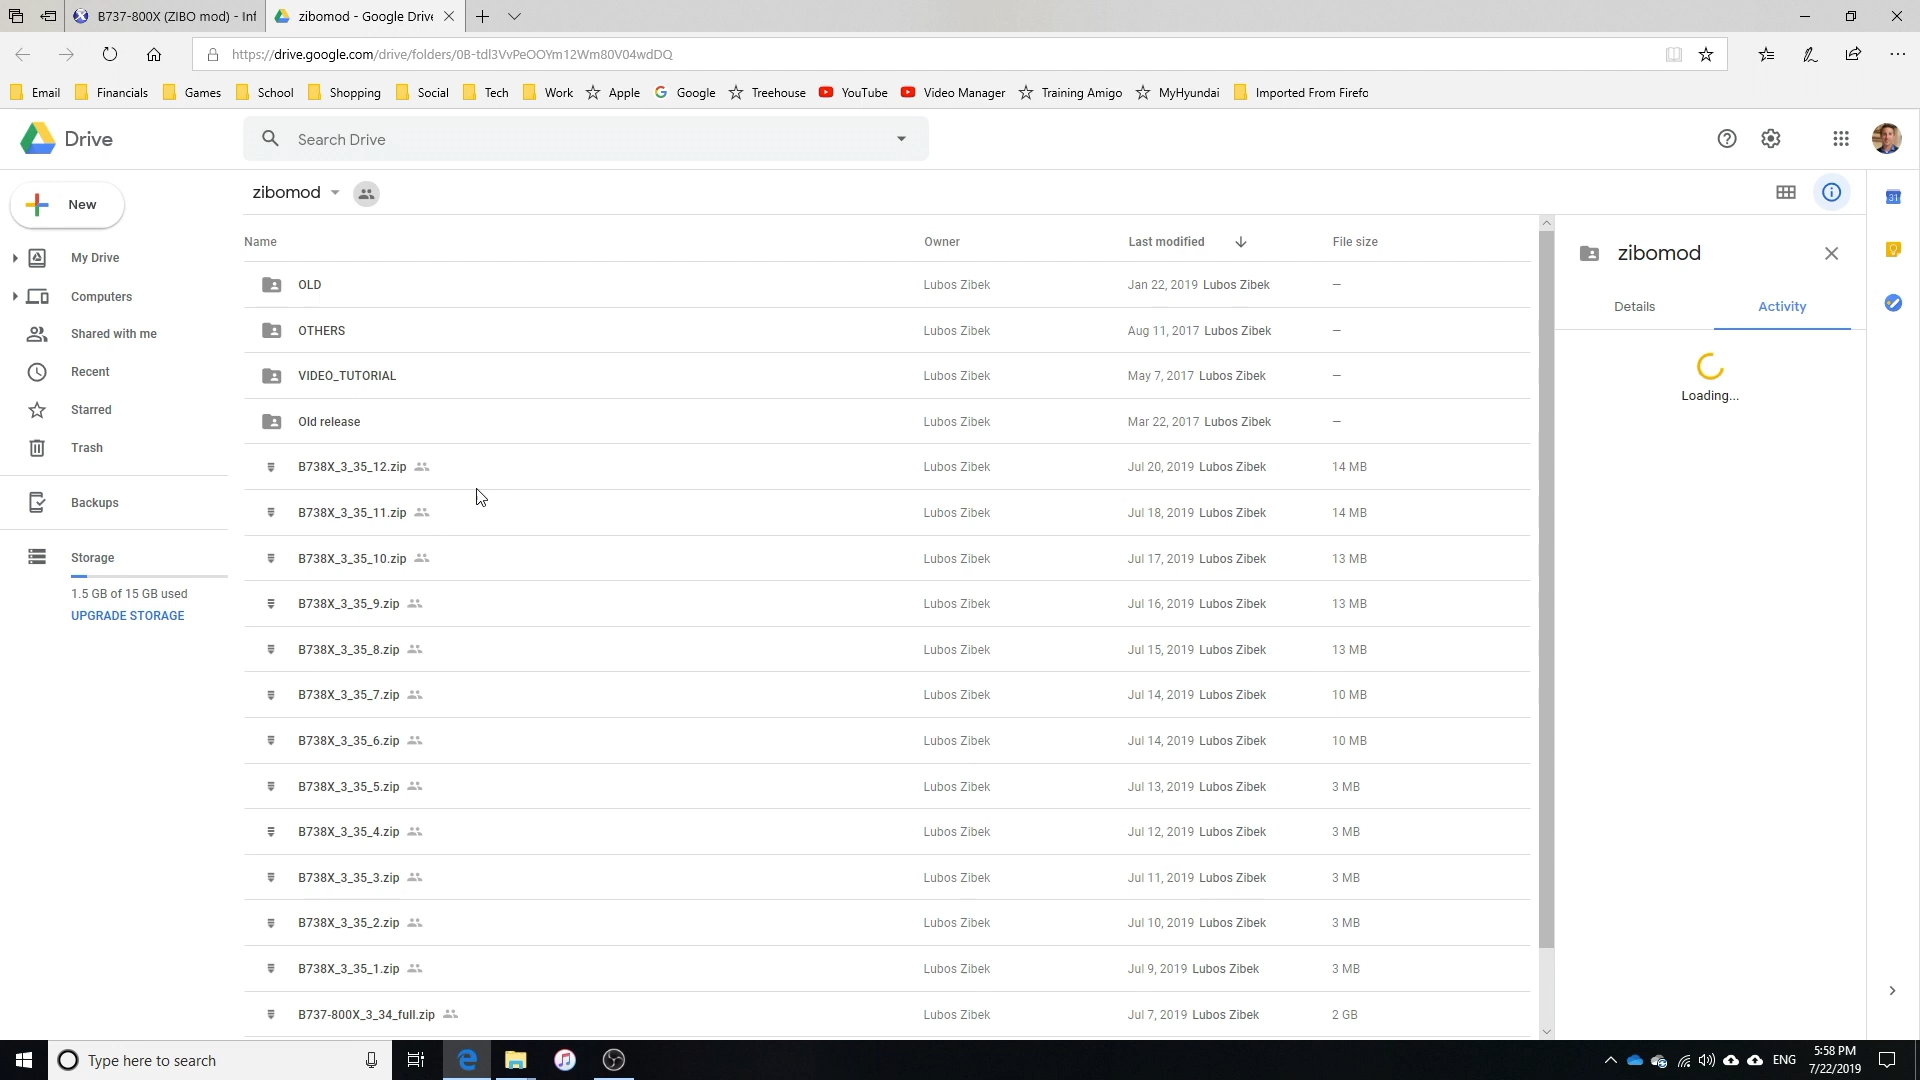 B737-800X (ZIBO mod) - Inf
zibomod - Google Drive
https://drive.google.com/drive/folders/0B-tdl3VvPeOOYm12Wm80V04wdDQ
Email Financials Games School Shopping Social Tech Work Apple Google Treehouse YouTube Video Manager Training Amigo MyHyundai Imported From Firefo
Drive
Search Drive
New
My Drive
Computers
Shared with me
Recent
Starred
Trash
Backups
Storage
1.5 GB of 15 GB used
UPGRADE STORAGE
zibomod
Name Owner Last modified File size
OLD Lubos Zibek Jan 22, 2019 Lubos Zibek —
OTHERS Lubos Zibek Aug 11, 2017 Lubos Zibek —
VIDEO_TUTORIAL Lubos Zibek May 7, 2017 Lubos Zibek —
Old release Lubos Zibek Mar 22, 2017 Lubos Zibek —
B738X_3_35_12.zip Lubos Zibek Jul 20, 2019 Lubos Zibek 14 MB
B738X_3_35_11.zip Lubos Zibek Jul 18, 2019 Lubos Zibek 14 MB
B738X_3_35_10.zip Lubos Zibek Jul 17, 2019 Lubos Zibek 13 MB
B738X_3_35_9.zip Lubos Zibek Jul 16, 2019 Lubos Zibek 13 MB
B738X_3_35_8.zip Lubos Zibek Jul 15, 2019 Lubos Zibek 13 MB
B738X_3_35_7.zip Lubos Zibek Jul 14, 2019 Lubos Zibek 10 MB
B738X_3_35_6.zip Lubos Zibek Jul 14, 2019 Lubos Zibek 10 MB
B738X_3_35_5.zip Lubos Zibek Jul 13, 2019 Lubos Zibek 3 MB
B738X_3_35_4.zip Lubos Zibek Jul 12, 2019 Lubos Zibek 3 MB
B738X_3_35_3.zip Lubos Zibek Jul 11, 2019 Lubos Zibek 3 MB
B738X_3_35_2.zip Lubos Zibek Jul 10, 2019 Lubos Zibek 3 MB
B738X_3_35_1.zip Lubos Zibek Jul 9, 2019 Lubos Zibek 3 MB
B737-800X_3_34_full.zip Lubos Zibek Jul 7, 2019 Lubos Zibek 2 GB
zibomod
Details Activity
Loading...
31
Type here to search
ENG
5:58 PM
7/22/2019